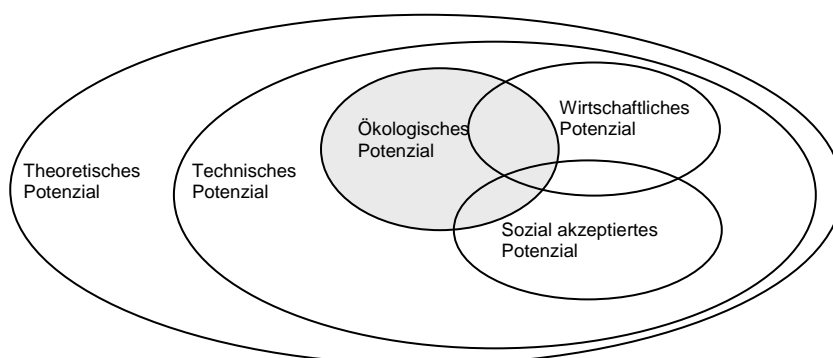 Theoretisches
Potenzial
Technisches
Potenzial
Ökologisches
Potenzial
Wirtschaftliches
Potenzial
Sozial akzeptiertes
Potenzial